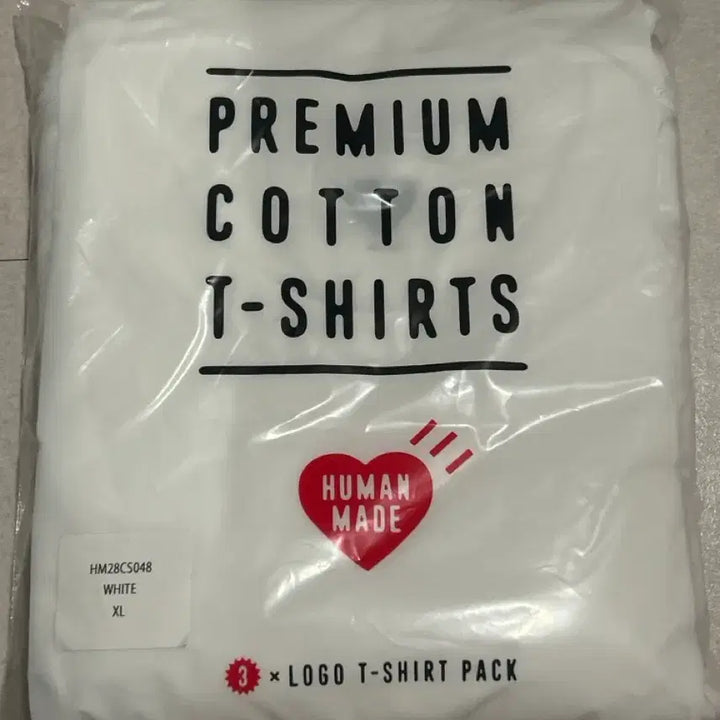 PREMIUM
COTTON
T-SHIRTS
HUMAN
MADE
HM28CS048
WHITE
XL
3 × LOGO T-SHIRT PACK